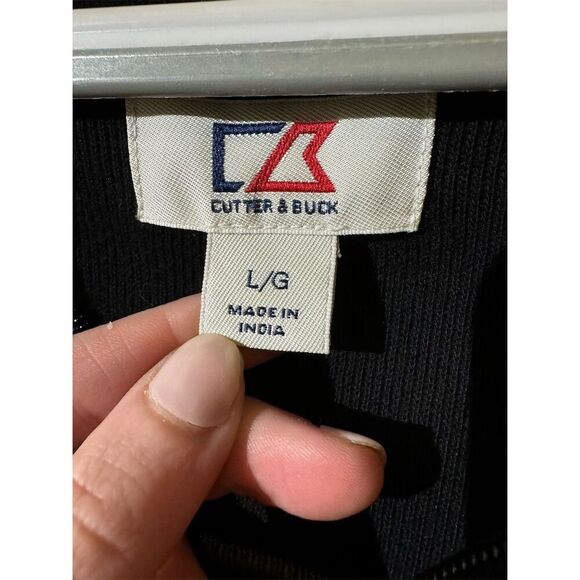 CUTTER & BUCK
L/G
MADE IN
INDIA